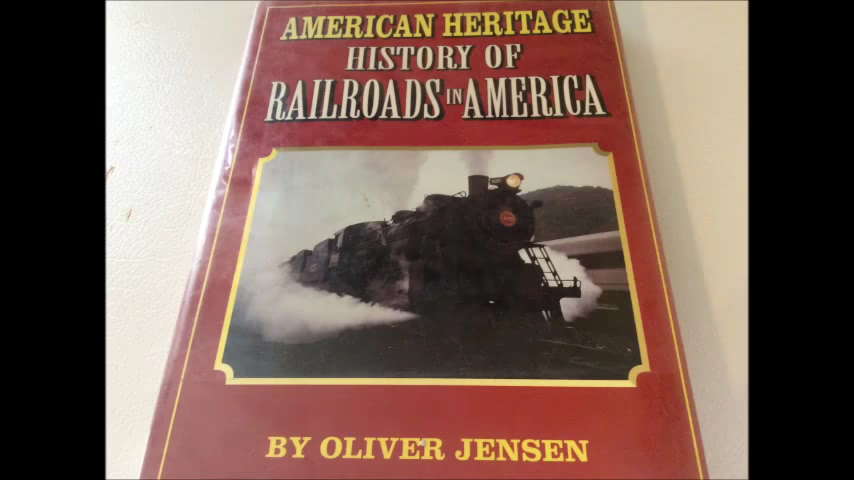 AMERICAN HERITAGE
HISTORY OF
RAILROADS IN AMERICA
BY OLIVER JENSEN